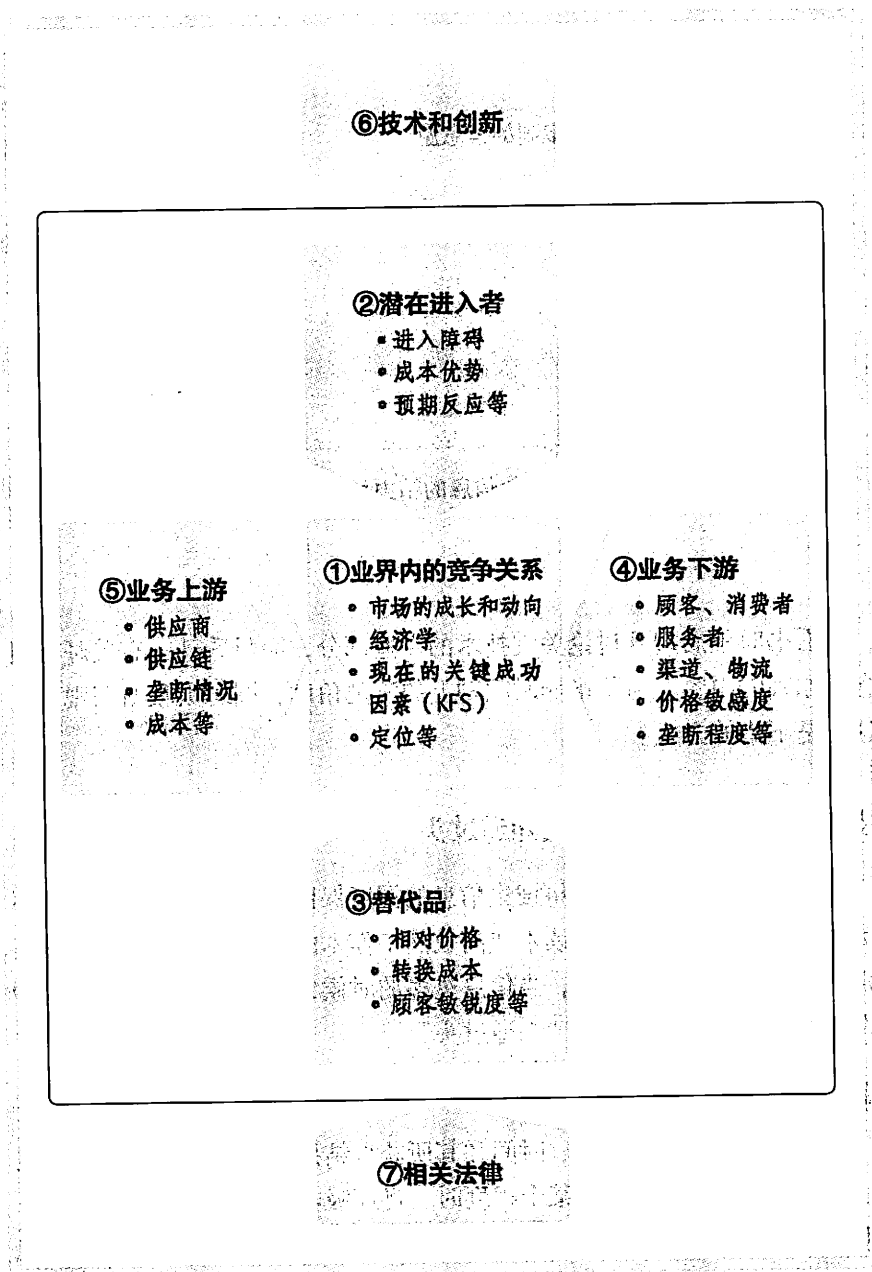 ⑥技术和创新
②潜在进入者
• 进入障碍
• 成本优势
• 预期反应等
⑤业务上游
• 供应商
• 供应链
• 垄断情况
• 成本等
①业界内的竞争关系
• 市场的成长和动向
• 经济学
• 现在的关键成功
因素（KFS）
• 定位等
④业务下游
• 顾客、消费者
• 服务者
• 渠道、物流
• 价格敏感度
• 垄断程度等
③替代品
• 相对价格
• 转换成本
• 顾客敏锐度等
⑦相关法律